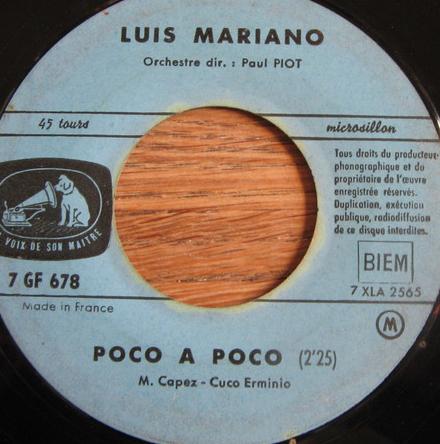 LUIS MARIANO
Orchestre dir. : Paul PIOT
45 tours
microsillon
Tous droits du producteur
phonographique et du
propriétaire de l'œuvre
enregistrée réservés.
Duplication, exécution
publique, radiodiffusion
de ce disque interdites.
VOIX DE SON MAITRE
BIEM
7 GF 678
7 XLA 2565
Made in France
M
POCO A POCO (2'25)
M. Capez - Cuco Erminio